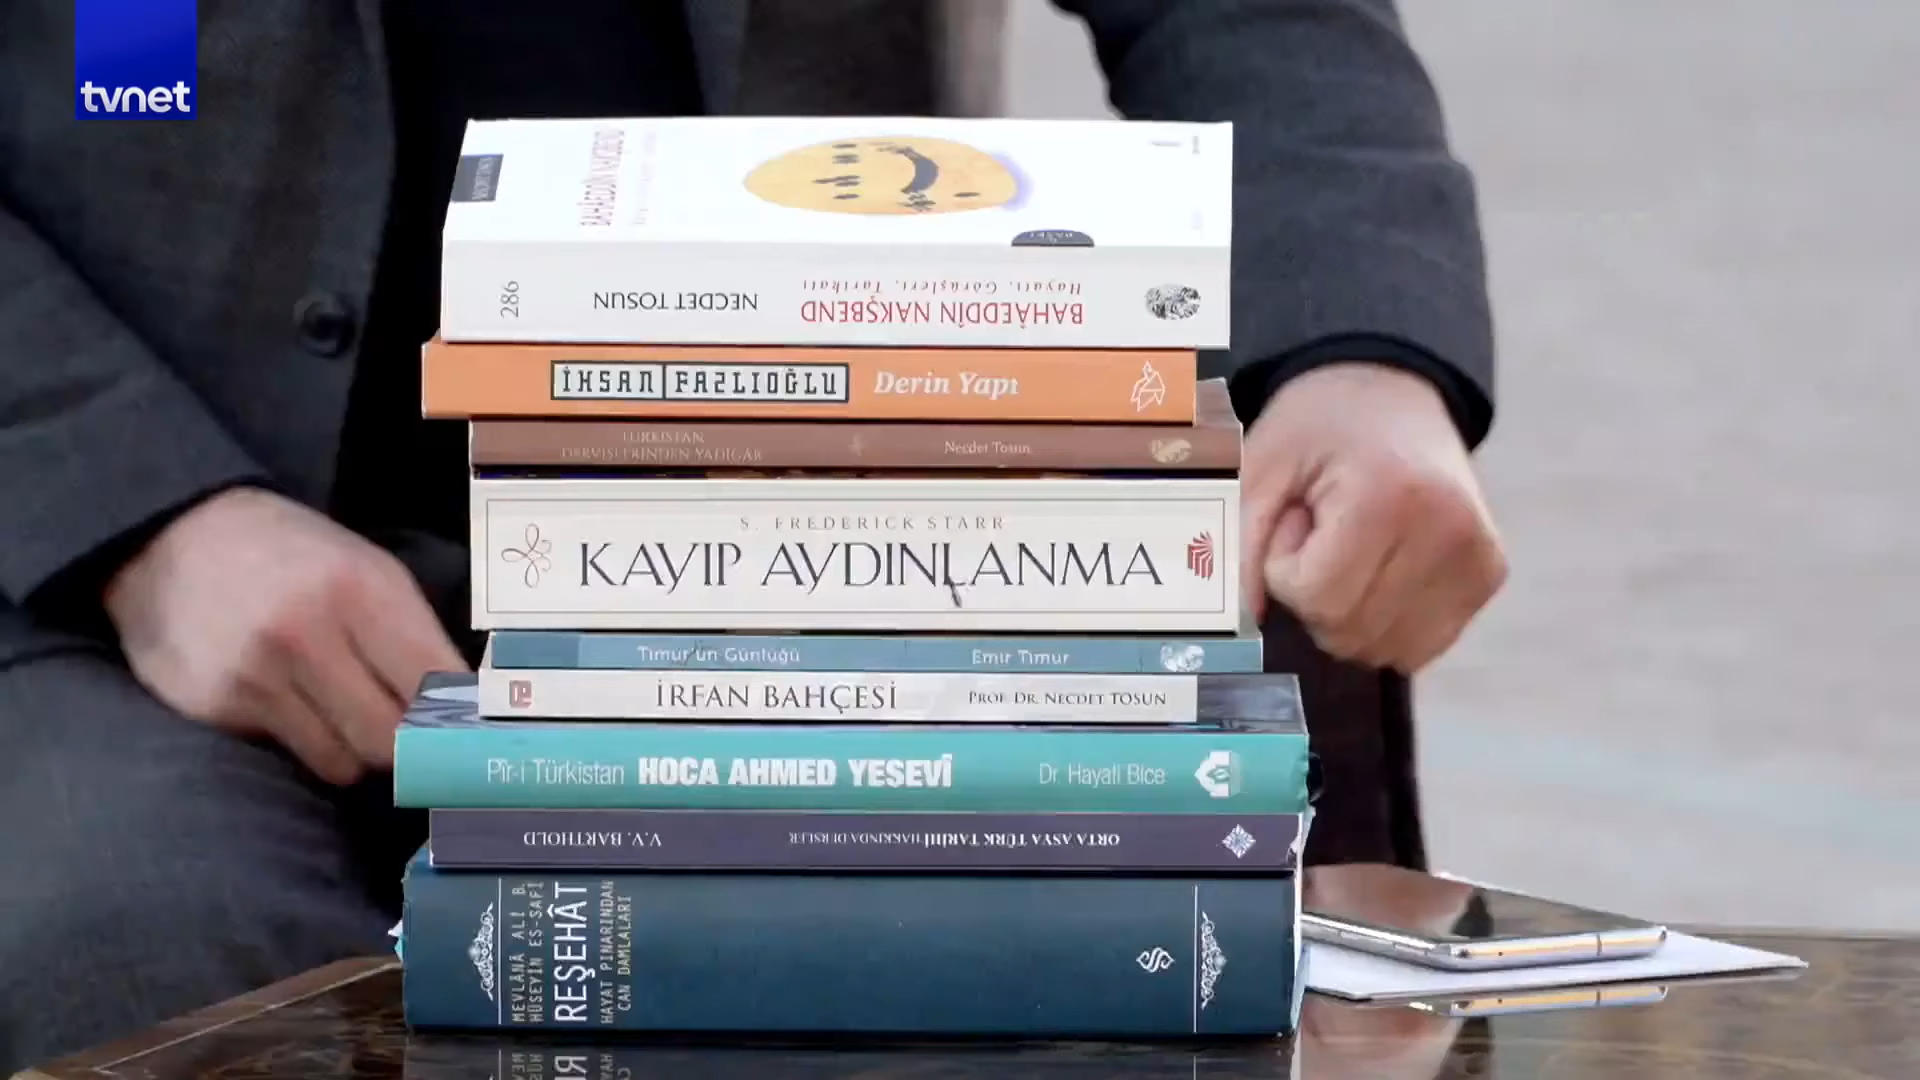 tvnet
BAHÂEDDÎN NAKŞBEND
286
NECDET TOSUN
BAHÂEDDÎN NAKŞBEND
Hayatı, Görüşleri, Tarikatı
İHSAN FAZLIOĞLU Derin Yapı
TÜRKİSTAN
DERVİŞLERİNDEN YADİGÂR
Necdet Tosun
S. FREDERICK STARR
KAYIP AYDINLANMA
Timur'un Günlüğü Emir Timur
İRFAN BAHÇESİ PROF. DR. NECDET TOSUN
Pîr-i Türkistan HOCA AHMED YESEVÎ Dr. Hayati Bice
V.V. BARTHOLD ORTA ASYA TÜRK TARİHİ HAKKINDA DERSLER
MEVLÂNÂ ALİ B.
HÜSEYİN ES-SAFÎ
REŞEHÂT
HAYAT PINARINDAN
CAN DAMLALARI